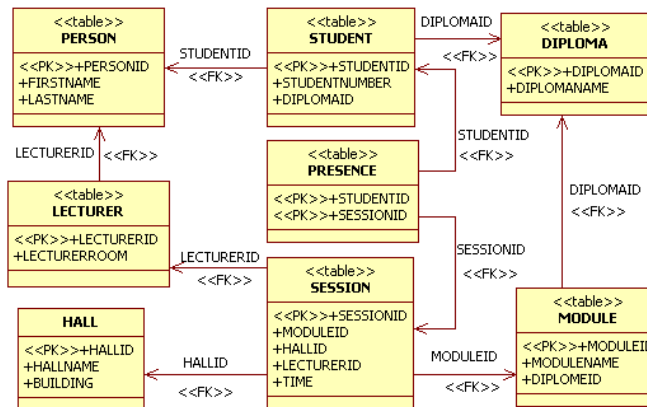 <<table>>
PERSON
<<PK>>+PERSONID
+FIRSTNAME
+LASTNAME
STUDENTID
<<FK>>
<<table>>
STUDENT
<<PK>>+STUDENTID
+STUDENTNUMBER
+DIPLOMAID
DIPLOMAID
<<FK>>
<<table>>
DIPLOMA
<<PK>>+DIPLOMAID
+DIPLOMANAME
LECTURERID
<<FK>>
<<table>>
PRESENCE
<<PK>>+STUDENTID
<<PK>>+SESSIONID
STUDENTID
<<FK>>
<<table>>
LECTURER
<<PK>>+LECTURERID
+LECTURERROOM
LECTURERID
<<FK>>
SESSIONID
<<FK>>
DIPLOMAID
<<FK>>
<<table>>
SESSION
<<PK>>+SESSIONID
+MODULEID
+HALLID
+LECTURERID
+TIME
HALL
<<PK>>+HALLID
+HALLNAME
+BUILDING
HALLID
<<FK>>
MODULEID
<<FK>>
<<table>>
MODULE
<<PK>>+MODULEID
+MODULENAME
+DIPLOMEID